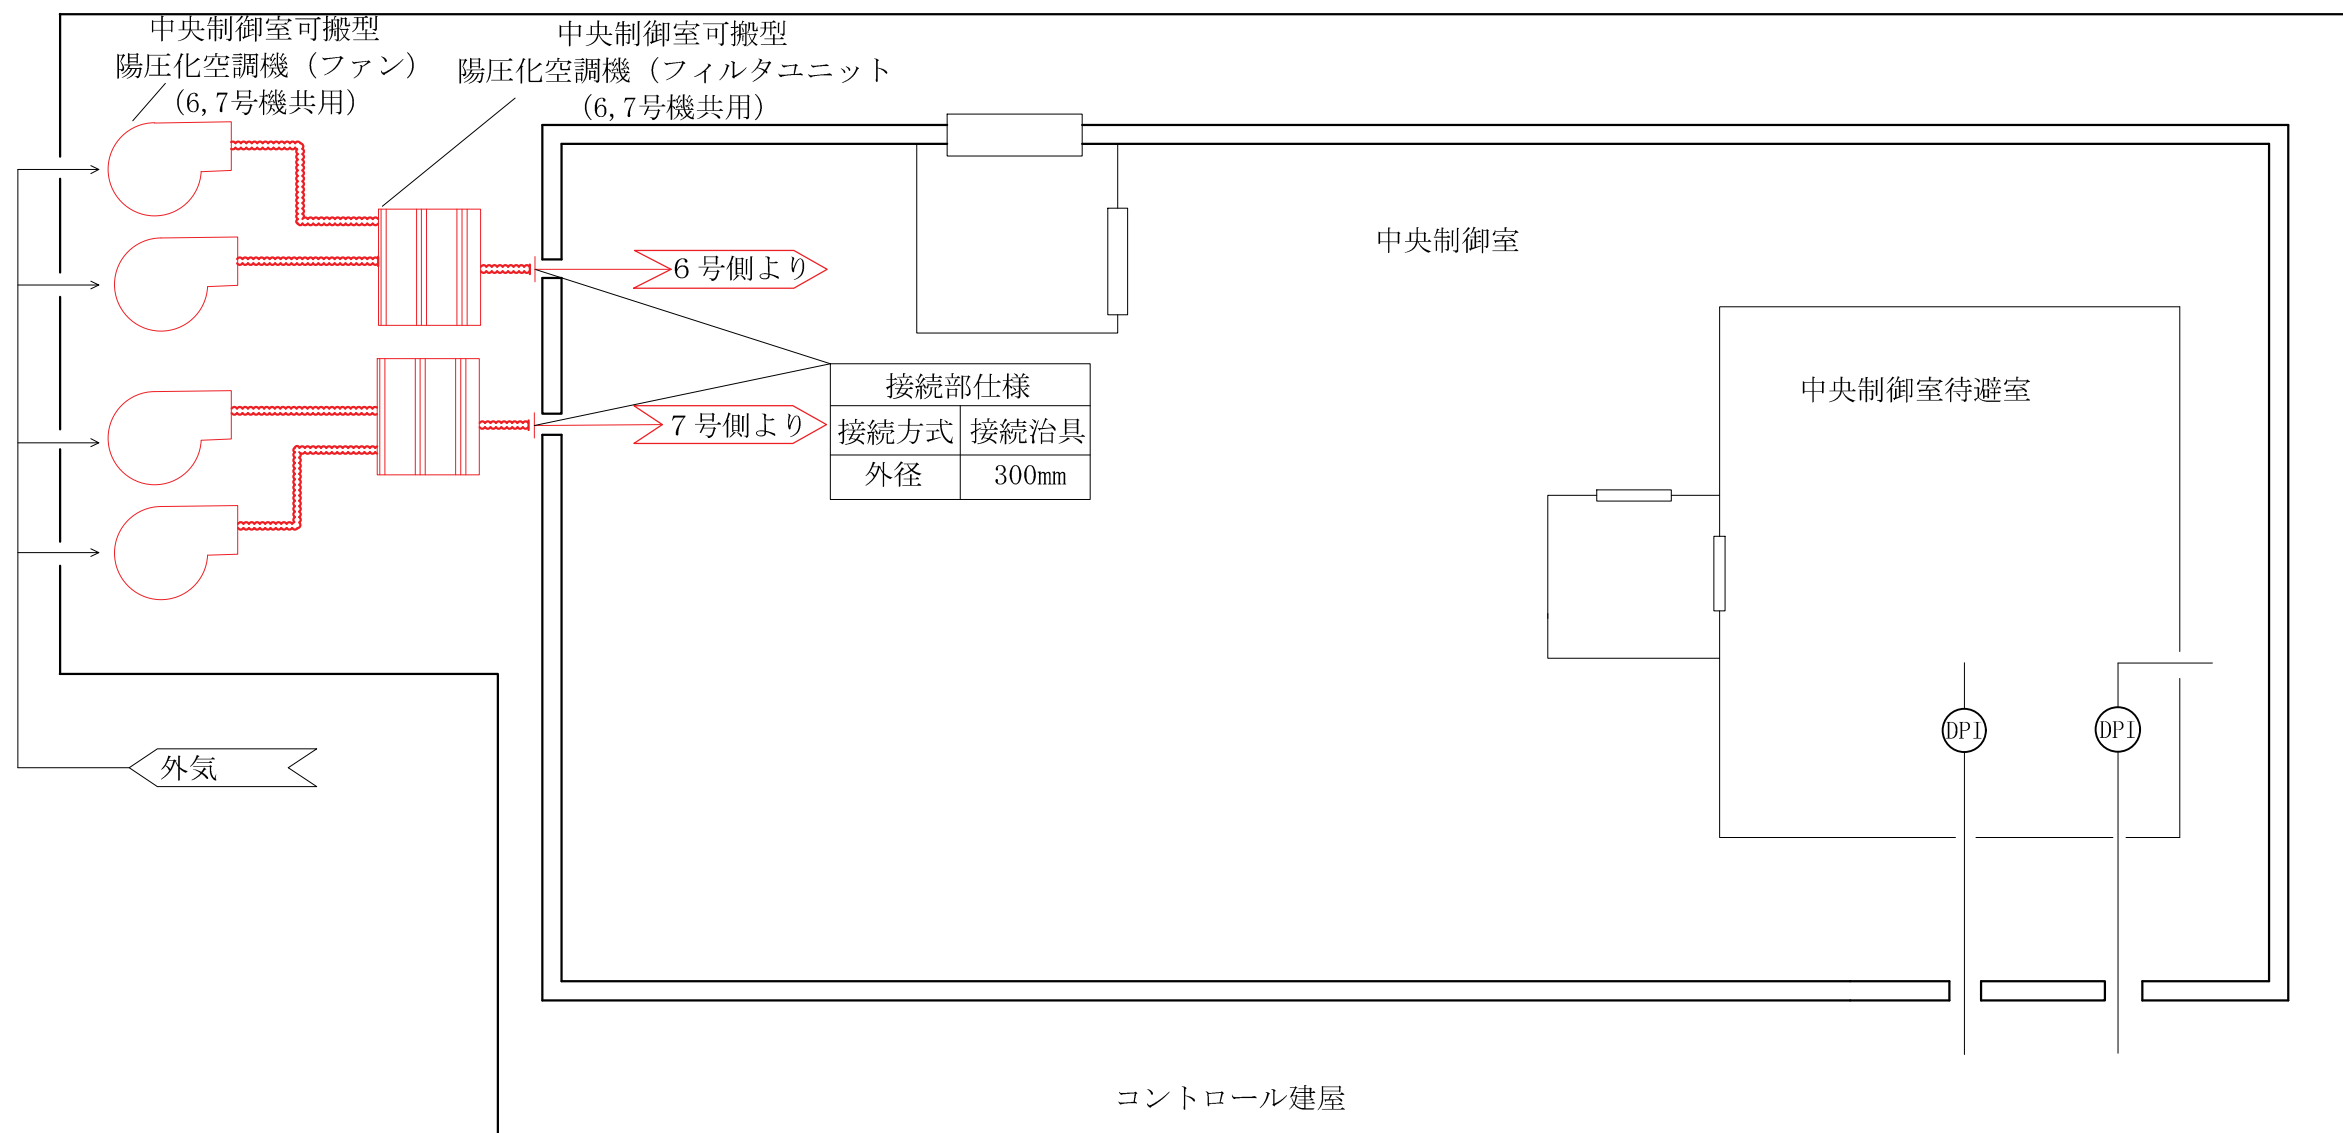 中央制御室可搬型
陽圧化空調機（ファン）
(6,7号機共用)
中央制御室可搬型
陽圧化空調機（フィルタユニット
(6,7号機共用)
6号側より
中央制御室
接続部仕様
接続方式 接続治具
外径 300mm
7号側より
中央制御室待避室
DPI
DPI
外気
コントロール建屋